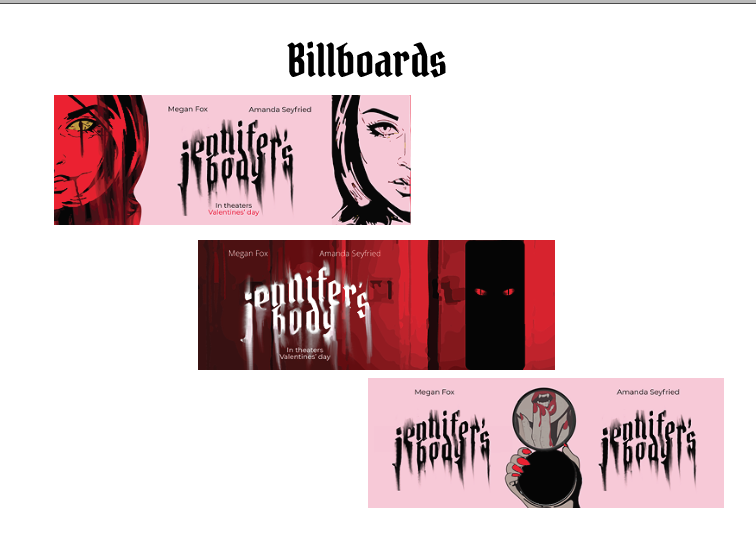 Billboards
Megan Fox Amanda Seyfried
jennifer's
body
In theaters
Valentines' day
Megan Fox Amanda Seyfried
jennifer's
body
In theaters
Valentines' day
Megan Fox Amanda Seyfried
jennifer's jennifer's
body body